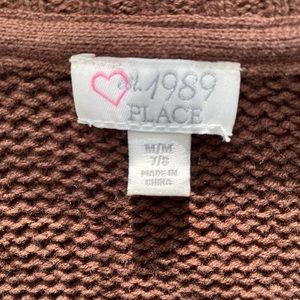 est. 1989
PLACE
M/M
7/8
MADE IN
CHINA